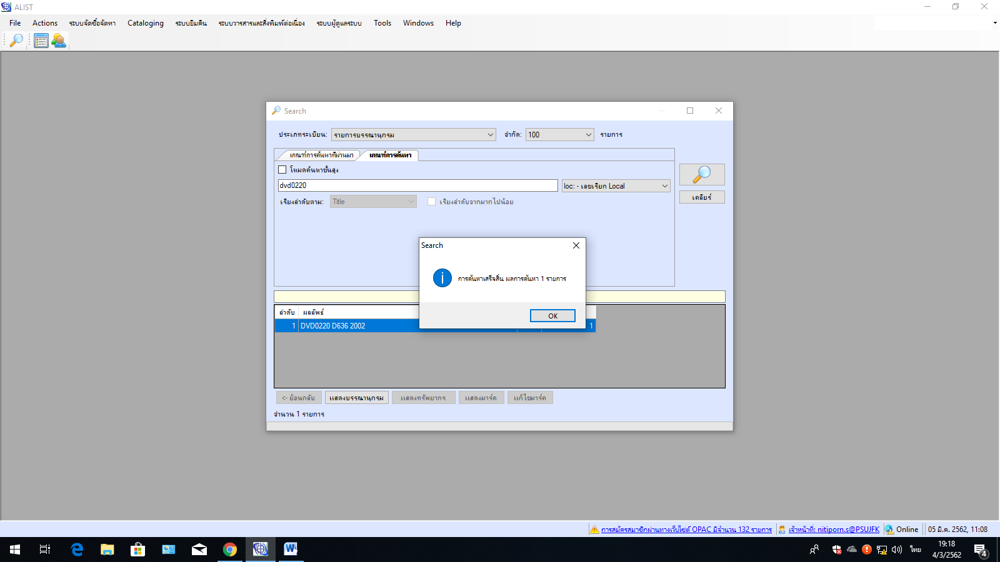 ALIST
File Actions ระบบจัดซื้อจัดหา Cataloging ระบบยืมคืน ระบบวารสารและสิ่งพิมพ์ต่อเนื่อง ระบบผู้ดูแลระบบ Tools Windows Help
Search
ประเภทระเบียน: รายการบรรณานุกรม จำกัด: 100 รายการ
เกณฑ์การค้นหาที่ผ่านมา เกณฑ์การค้นหา
โหมดค้นหาขั้นสูง
dvd0220 loc: - เลขเรียก Local
เคลียร์
เรียงลำดับตาม: Title เรียงลำดับจากมากไปน้อย
Search
การค้นหาเสร็จสิ้น ผลการค้นหา 1 รายการ
OK
ลำดับ ผลลัพธ์
1 DVD0220 D636 2002 1
<- ย้อนกลับ แสดงบรรณานุกรม แสดงทรัพยากร แสดงมาร์ค แก้ไขมาร์ค
จำนวน 1 รายการ
การสมัครสมาชิกผ่านทางเว็บไซต์ OPAC มีจำนวน 132 รายการ เจ้าหน้าที่: nitiporn.s@PSUJFK Online 05 มี.ค. 2562, 11:08
ไทย 19:18
4/3/2562 4